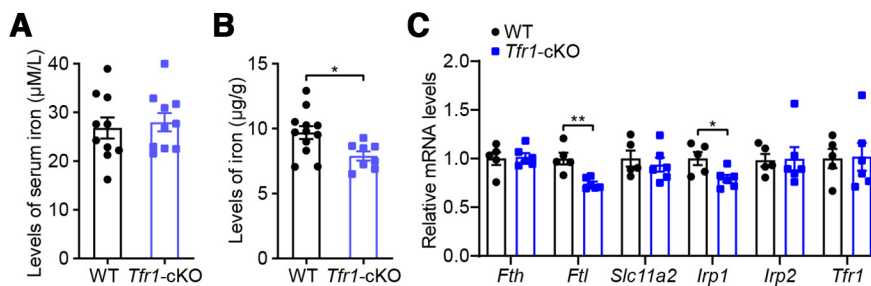 A
Levels of serum iron (μM/L)
40
30
20
10
0
WT Tfr1-cKO
B
Levels of iron (μg/g)
15
10
5
0
*
WT Tfr1-cKO
C
WT
Tfr1-cKO
Relative mRNA levels
2.0
1.5
1.0
0.5
0.0
** *
Fth Ftl Slc11a2 Irp1 Irp2 Tfr1